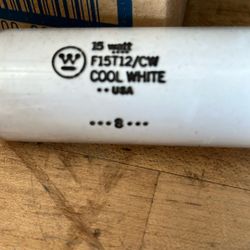 15 watt
W F15T12/CW
COOL WHITE
•• USA
•••8•••